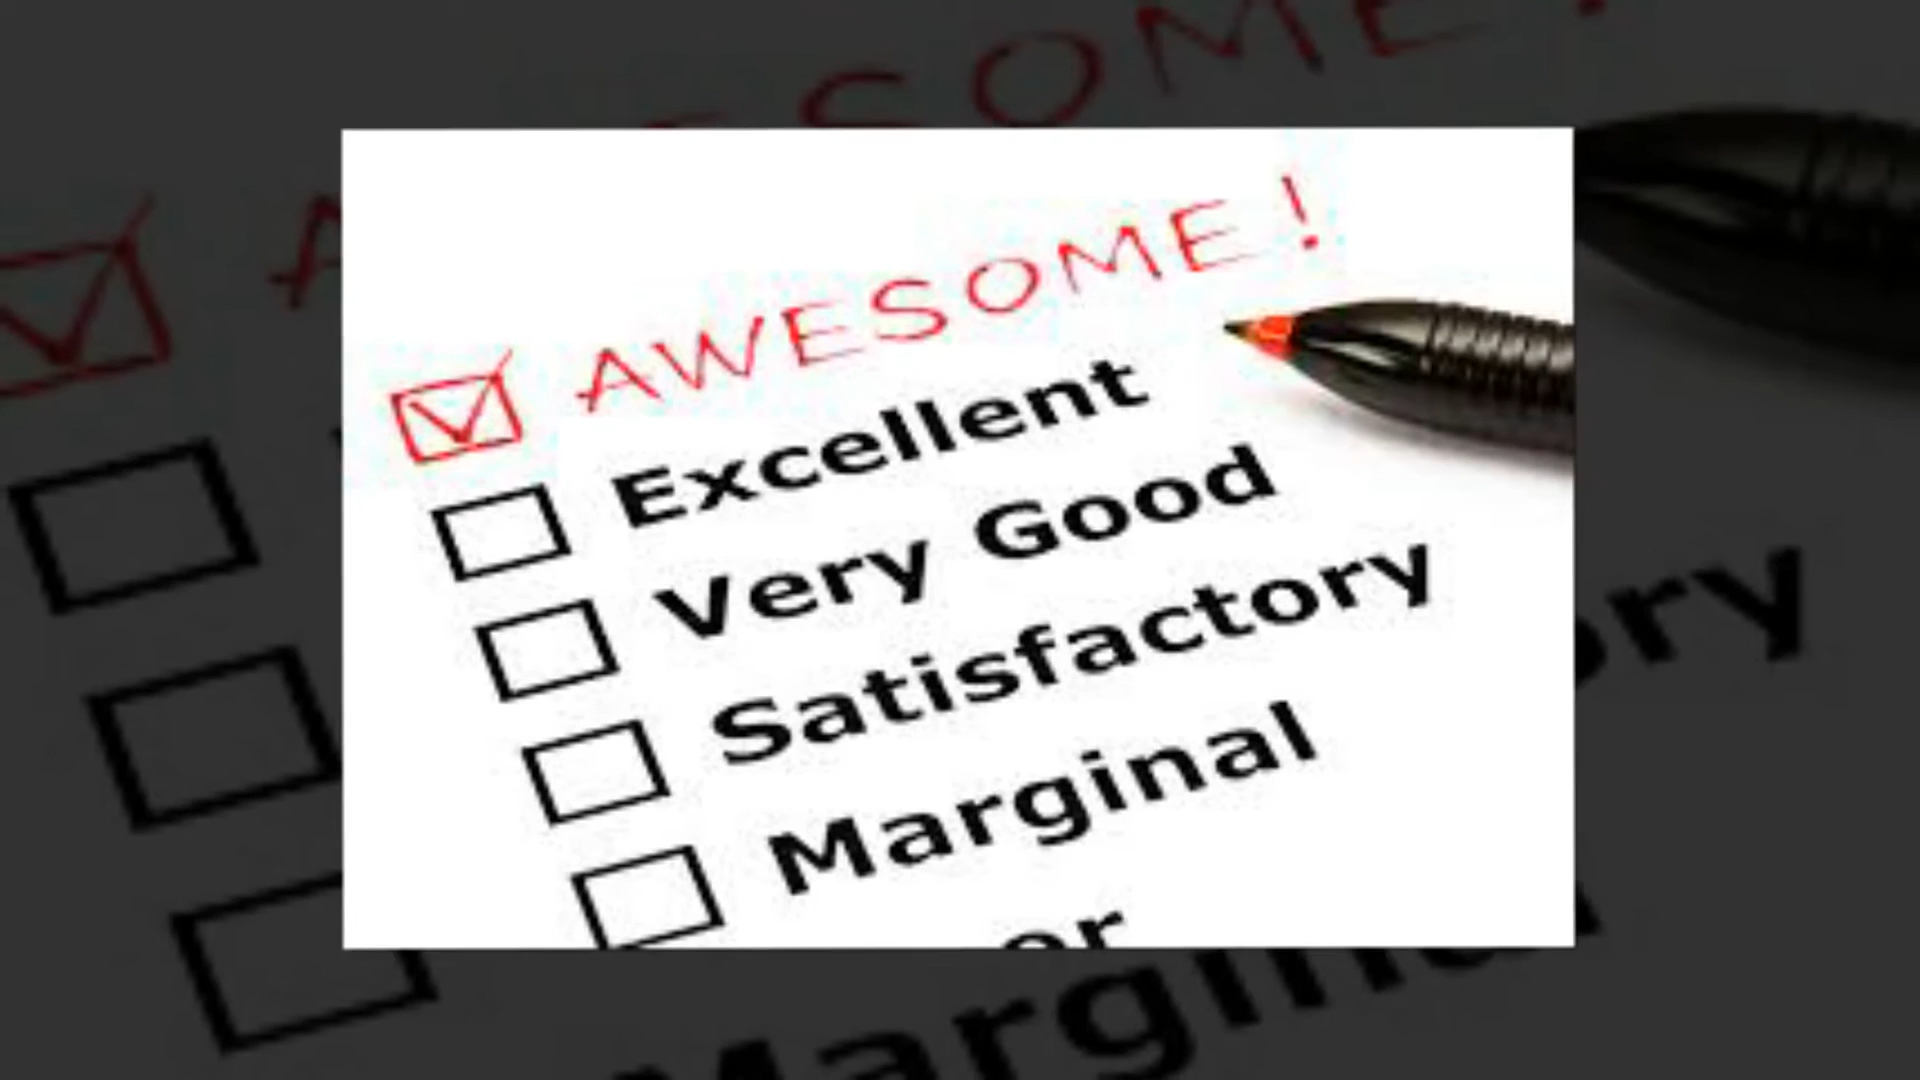 AWESOME!
Excellent
Very Good
Satisfactory
Marginal